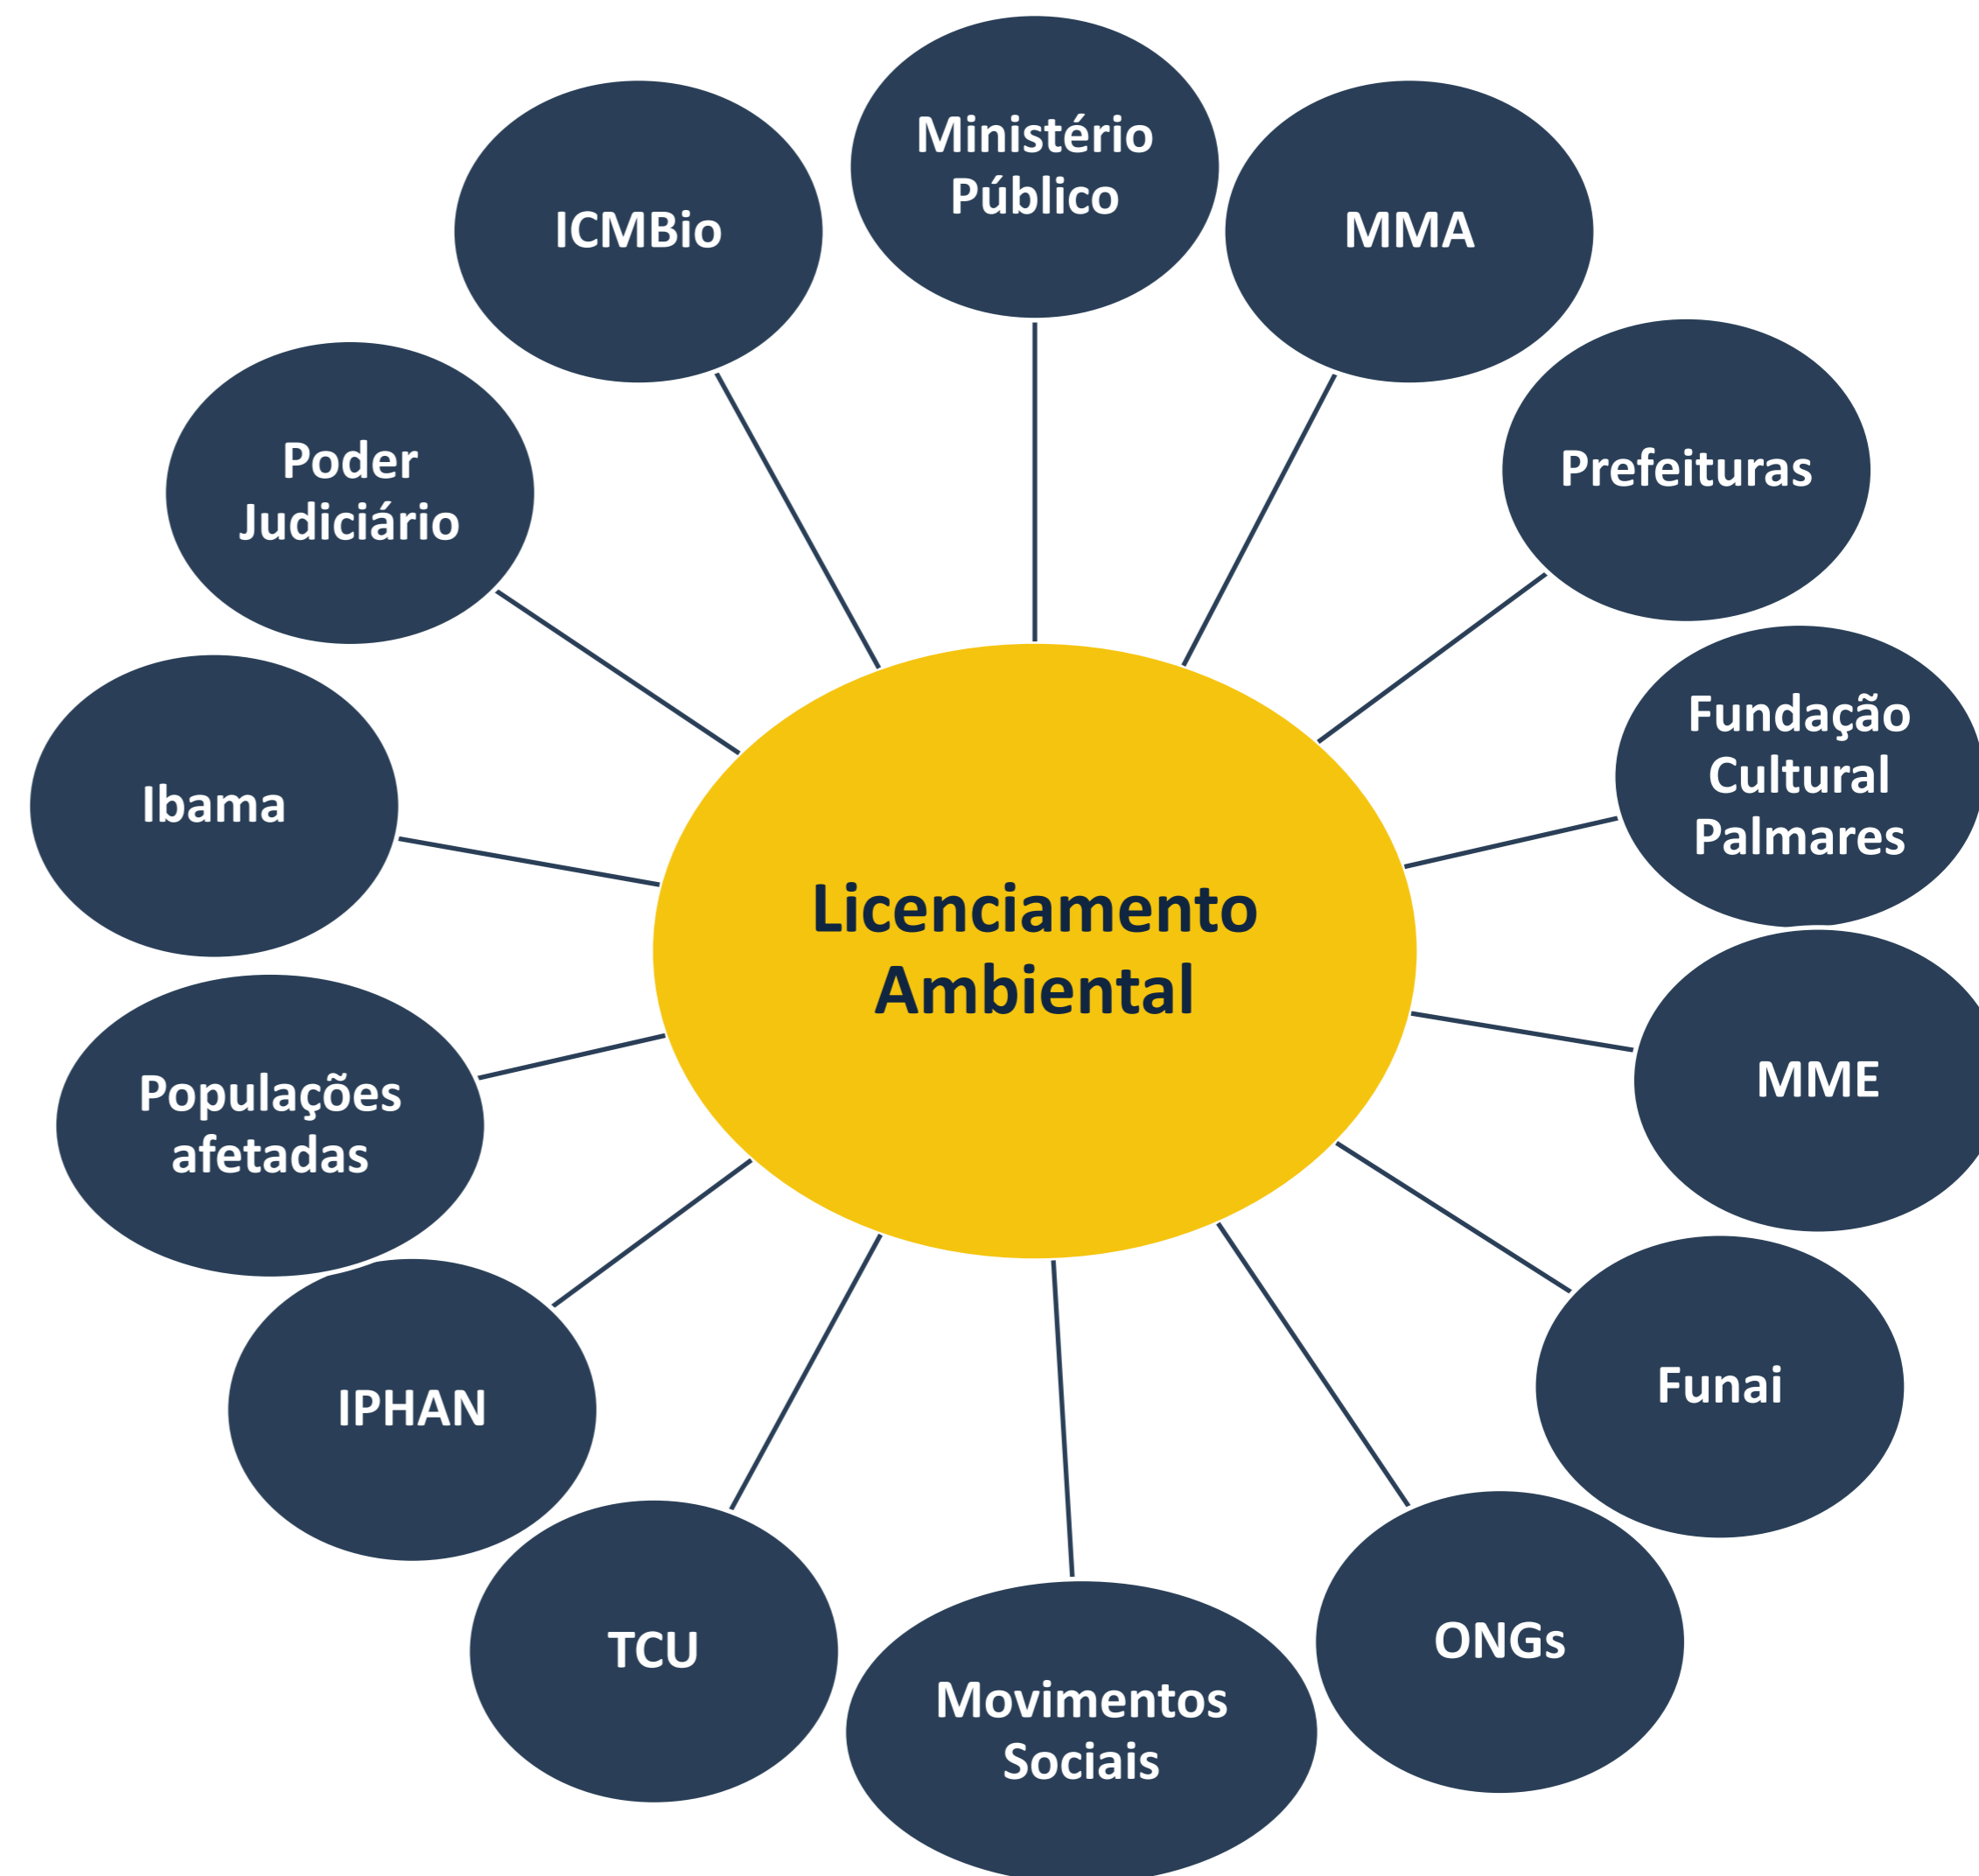 Ministério
Público
MMA
Prefeituras
Fundação
Cultural
Palmares
MME
Funai
ONGs
Movimentos
Sociais
TCU
IPHAN
Populações
afetadas
Ibama
Poder
Judiciário
ICMBio
Licenciamento
Ambiental